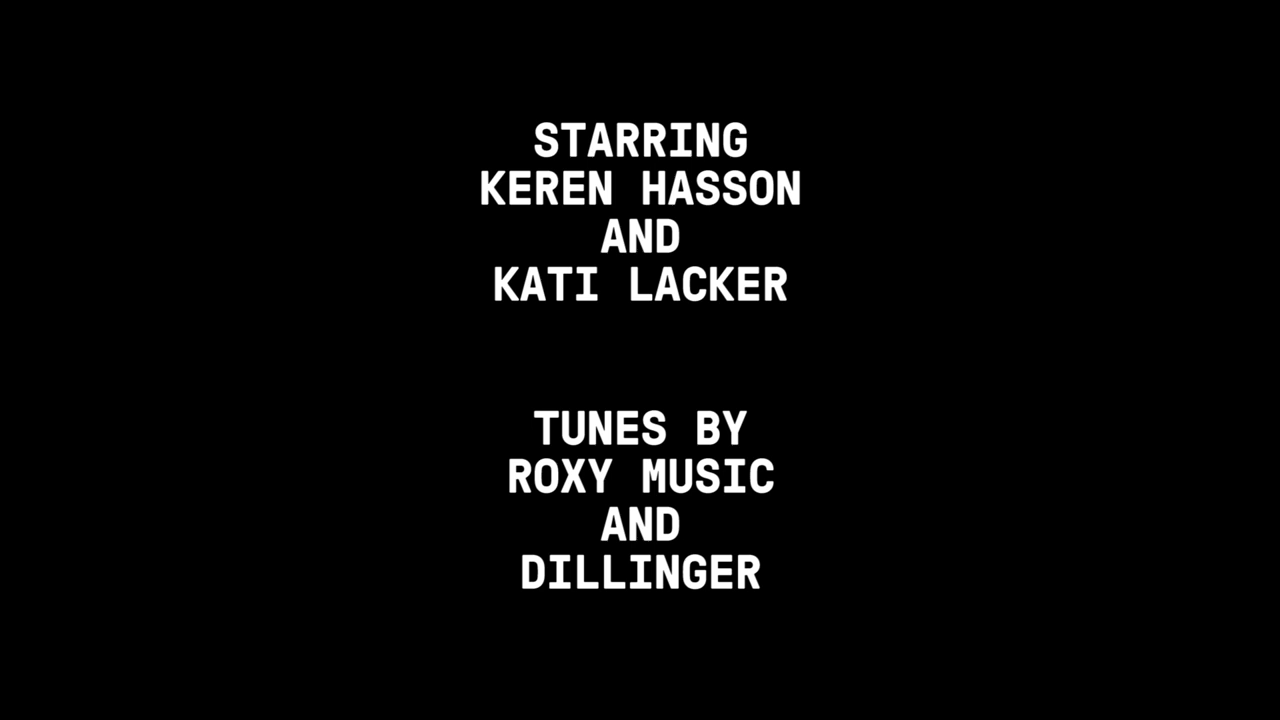 STARRING
KEREN HASSON
AND
KATI LACKER
TUNES BY
ROXY MUSIC
AND
DILLINGER